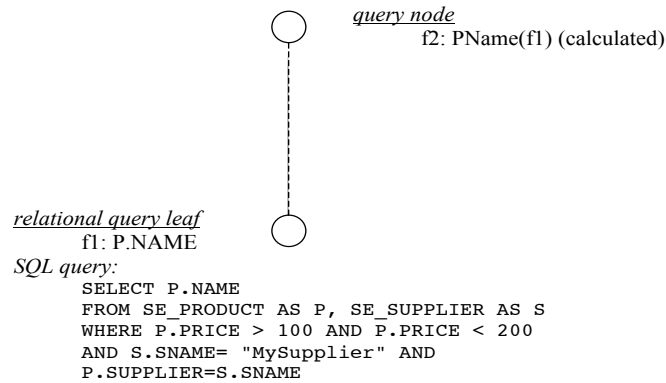 query node
f2: PName(f1) (calculated)
relational query leaf
f1: P.NAME
SQL query:
SELECT P.NAME
FROM SE_PRODUCT AS P, SE_SUPPLIER AS S
WHERE P.PRICE > 100 AND P.PRICE < 200
AND S.SNAME= "MySupplier" AND
P.SUPPLIER=S.SNAME